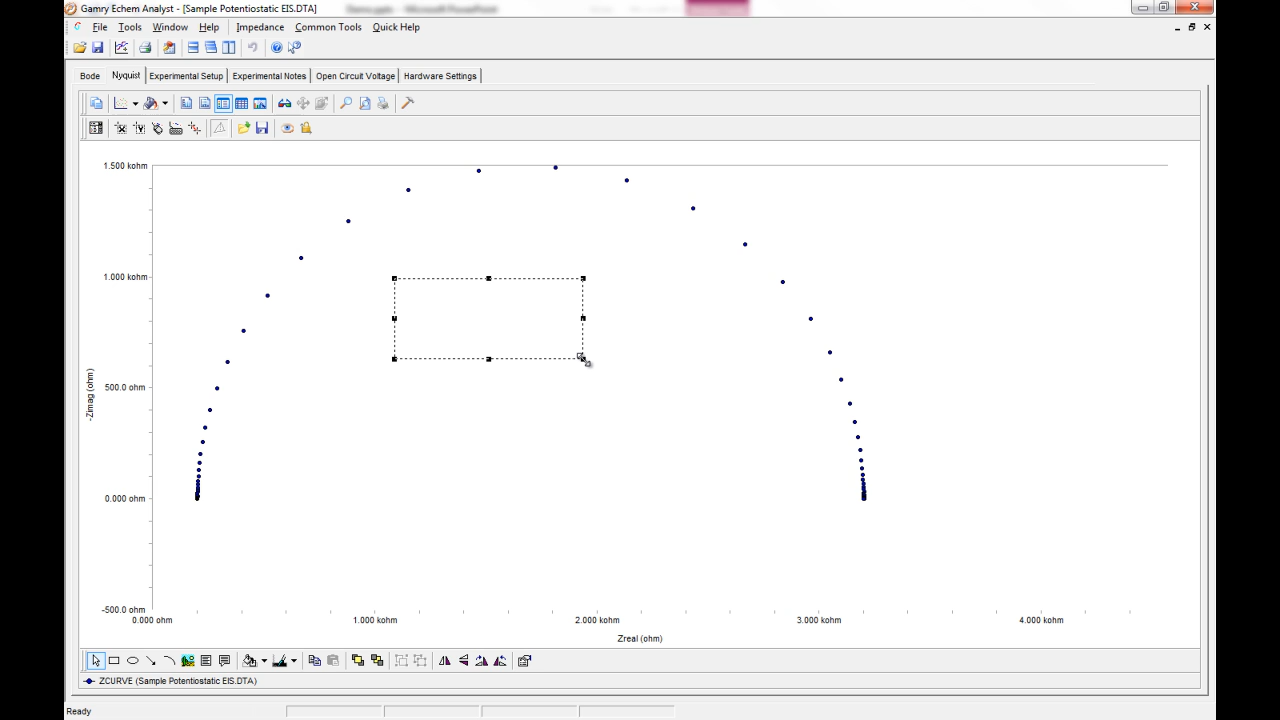 Gamry Echem Analyst - [Sample Potentiostatic EIS.DTA]
File Tools Window Help Impedance Common Tools Quick Help
Bode Nyquist Experimental Setup Experimental Notes Open Circuit Voltage Hardware Settings
1.500 kohm
1.000 kohm
500.0 ohm
0.000 ohm
-500.0 ohm
-Zimag (ohm)
0.000 ohm 1.000 kohm 2.000 kohm 3.000 kohm 4.000 kohm
Zreal (ohm)
ZCURVE (Sample Potentiostatic EIS.DTA)
Ready